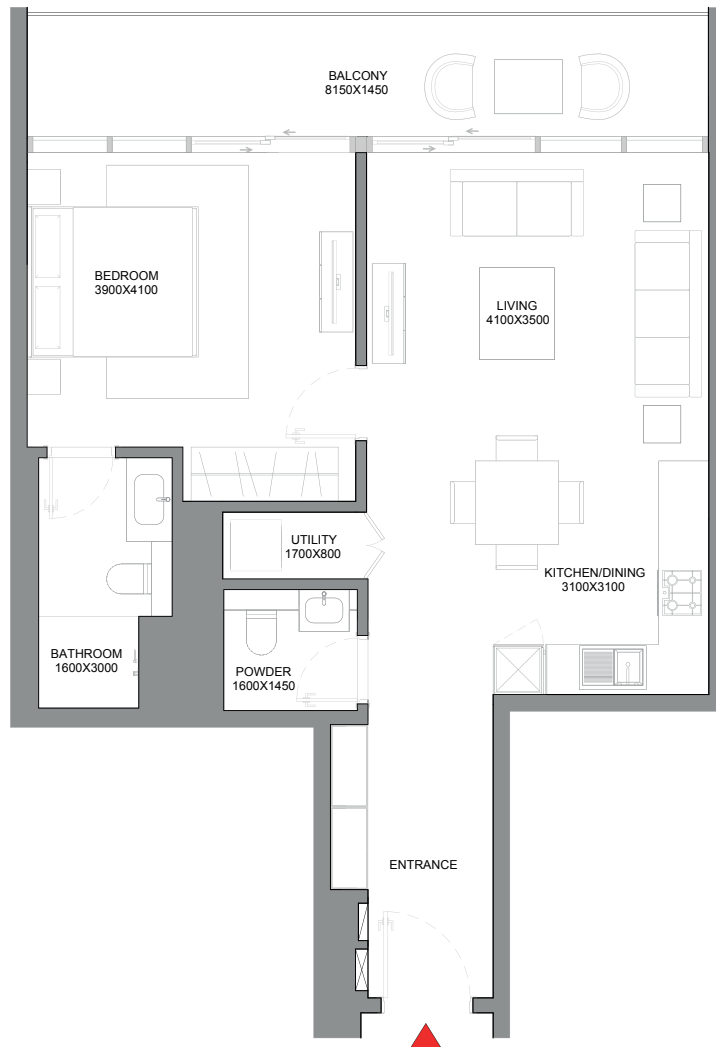 BALCONY
8150X1450
BEDROOM
3900X4100
LIVING
4100X3500
UTILITY
1700X800
KITCHEN/DINING
3100X3100
BATHROOM
1600X3000
POWDER
1600X1450
ENTRANCE